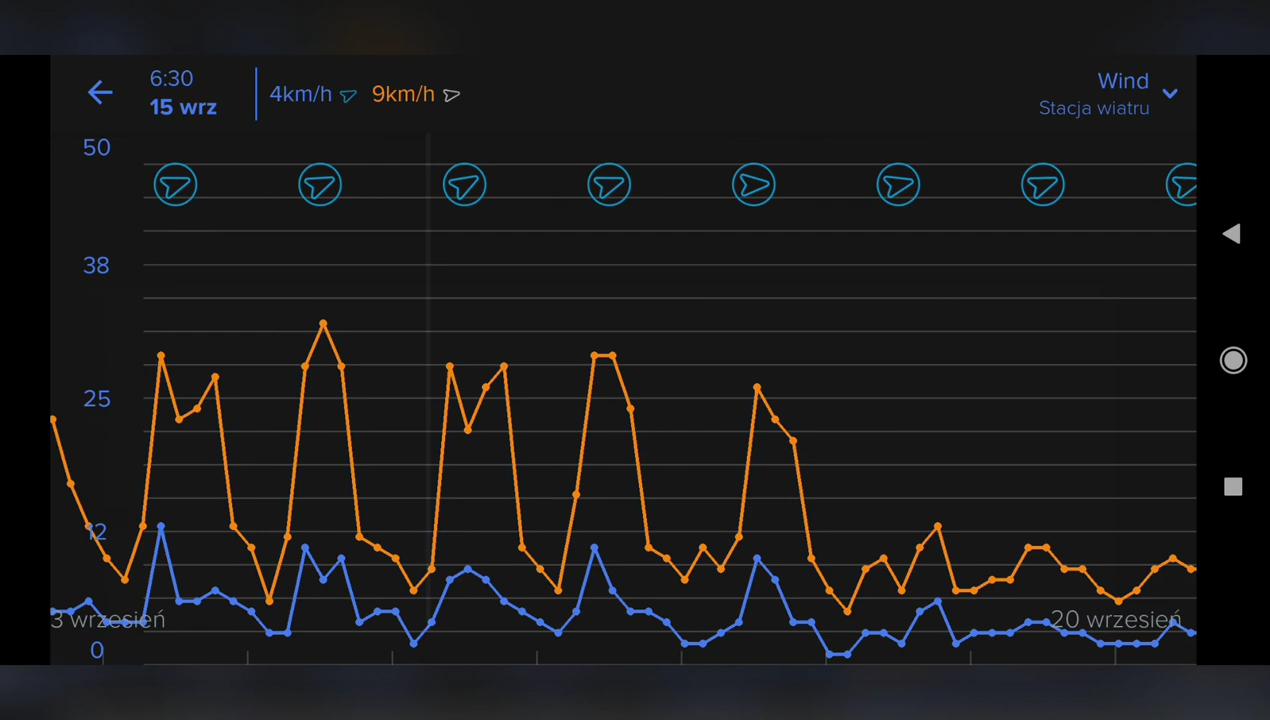 6:30
15 wrz
4km/h 9km/h
Wind
Stacja wiatru
50
38
25
12
3 wrzesień
20 wrzesień
0